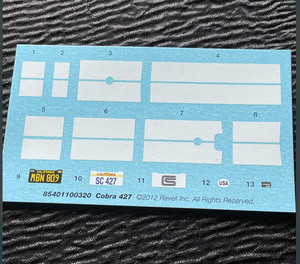 1 2 3 4
5 6 7 8
9 MBN 809 10 SC 427 11 CS 12 USA 13
85401100320 Cobra 427 ©2012 Revell Inc. All Rights Reserved.